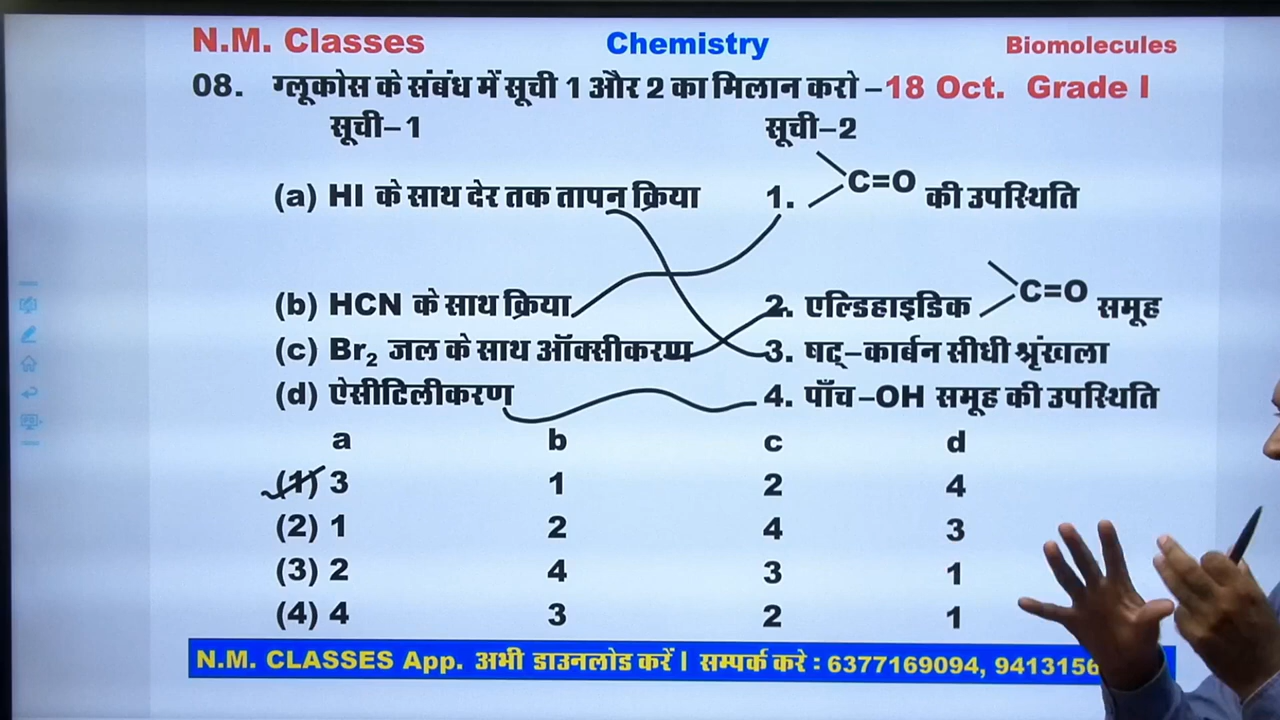 N.M. Classes Chemistry Biomolecules
08. ग्लूकोस के संबंध में सूची 1 और 2 का मिलान करो –18 Oct. Grade I
सूची–1 सूची–2
(a) HI के साथ देर तक तापन क्रिया 1. C=O की उपस्थिति
(b) HCN के साथ क्रिया 2. एल्डिहाइडिक C=O समूह
(c) Br₂ जल के साथ ऑक्सीकरण 3. षट्–कार्बन सीधी श्रृंखला
(d) ऐसीटिलीकरण 4. पाँच –OH समूह की उपस्थिति
a b c d
(1) 3 1 2 4
(2) 1 2 4 3
(3) 2 4 3 1
(4) 4 3 2 1
N.M. CLASSES App. अभी डाउनलोड करें। सम्पर्क करे : 6377169094, 9413156